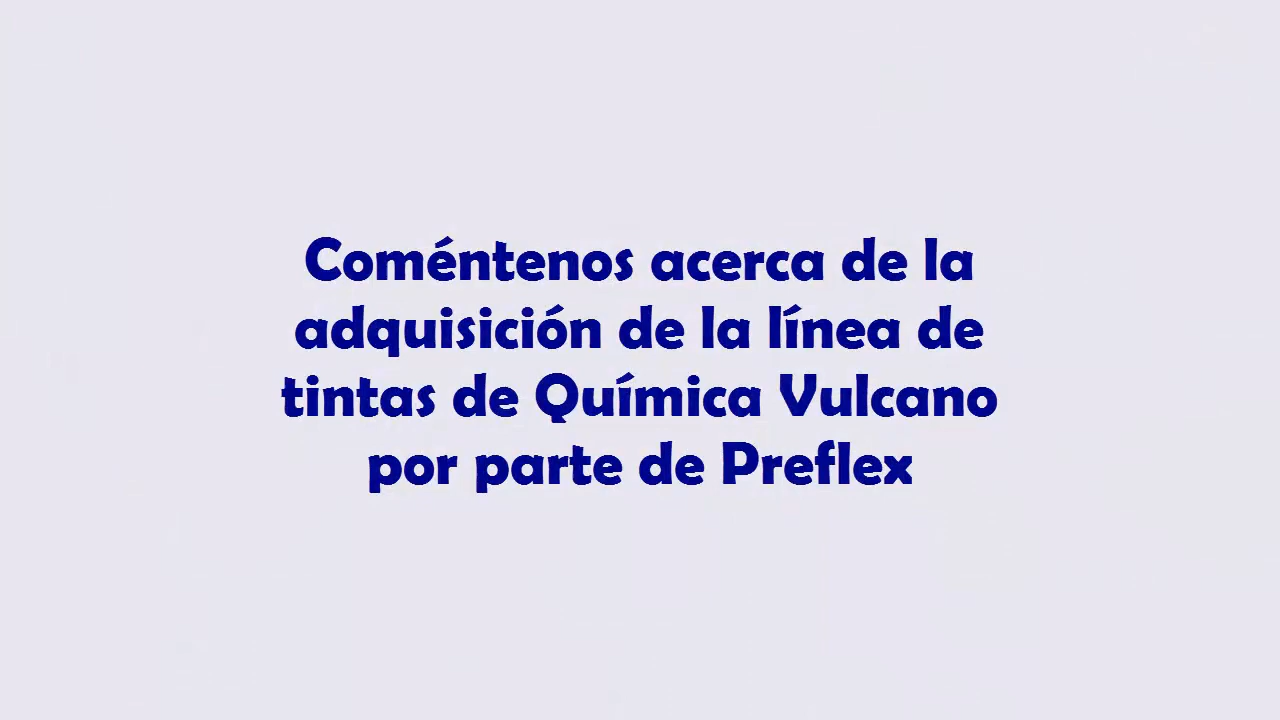 Coméntenos acerca de la
adquisición de la línea de
tintas de Química Vulcano
por parte de Preflex